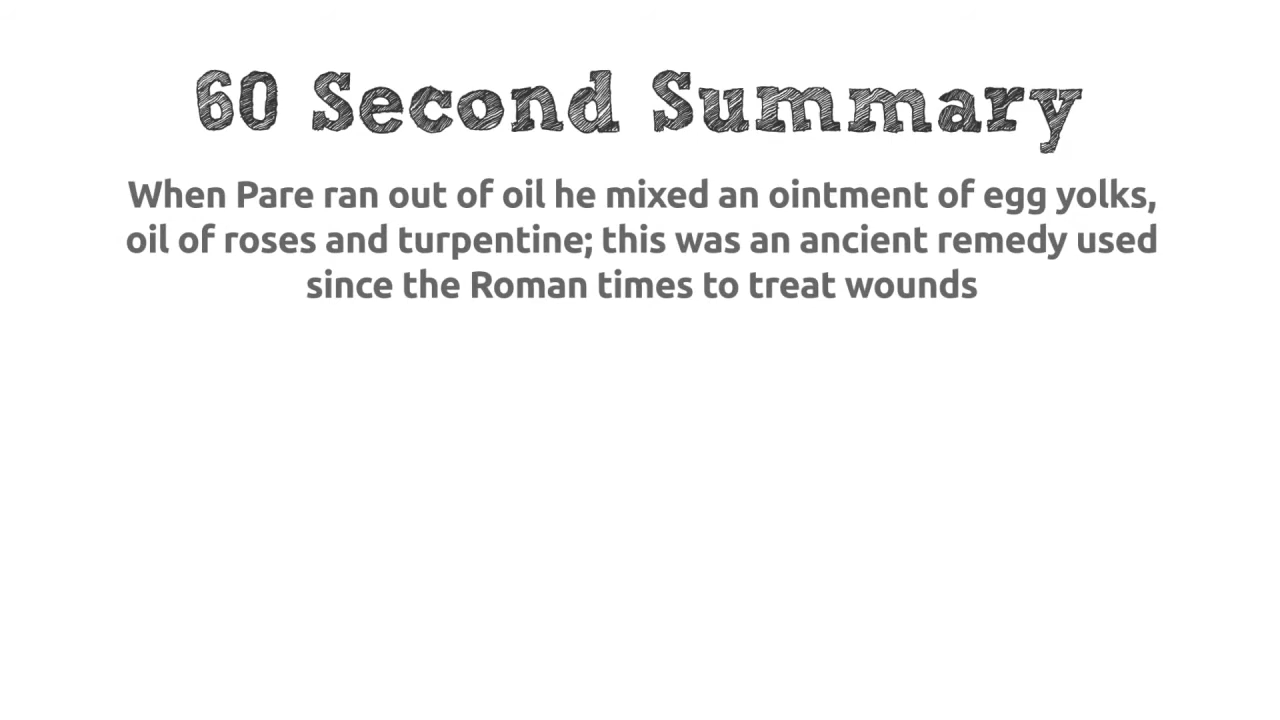 60 Second Summary
When Pare ran out of oil he mixed an ointment of egg yolks,
oil of roses and turpentine; this was an ancient remedy used
since the Roman times to treat wounds